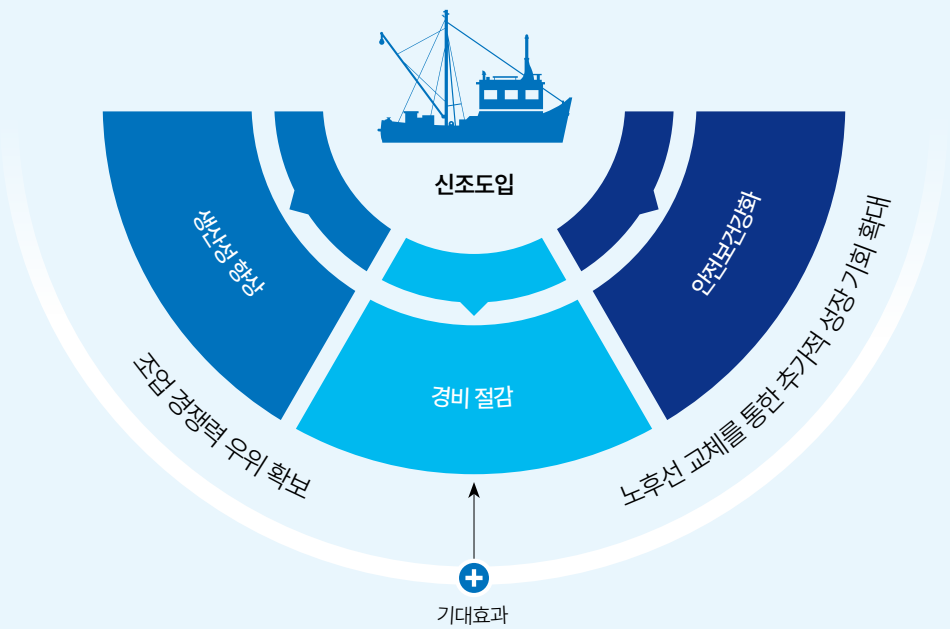 신조도입
생산성 향상
경비 절감
안전보건강화
조업 경쟁력 우위 확보
노후선 교체를 통한 추가적 성장 기회 확대
기대효과